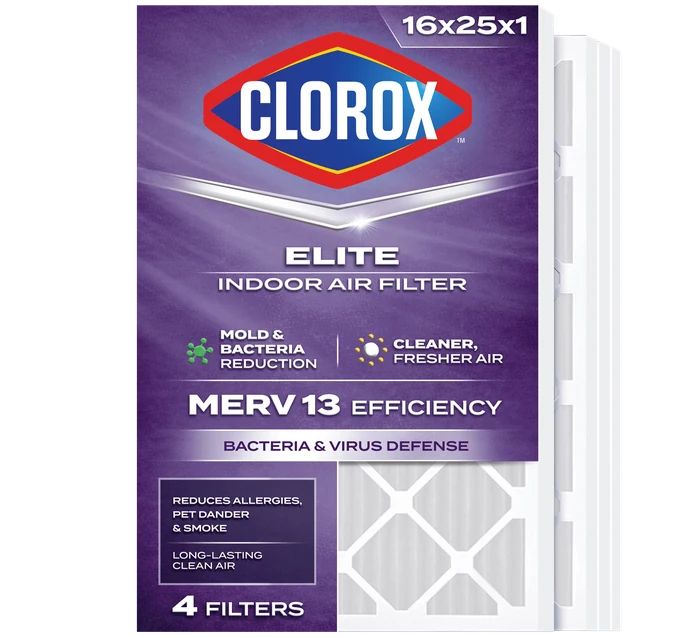 16x25x1
CLOROX
TM
ELITE
INDOOR AIR FILTER
MOLD &
BACTERIA
REDUCTION
CLEANER,
FRESHER AIR
MERV 13 EFFICIENCY
BACTERIA & VIRUS DEFENSE
REDUCES ALLERGIES,
PET DANDER
& SMOKE
LONG-LASTING
CLEAN AIR
4 FILTERS